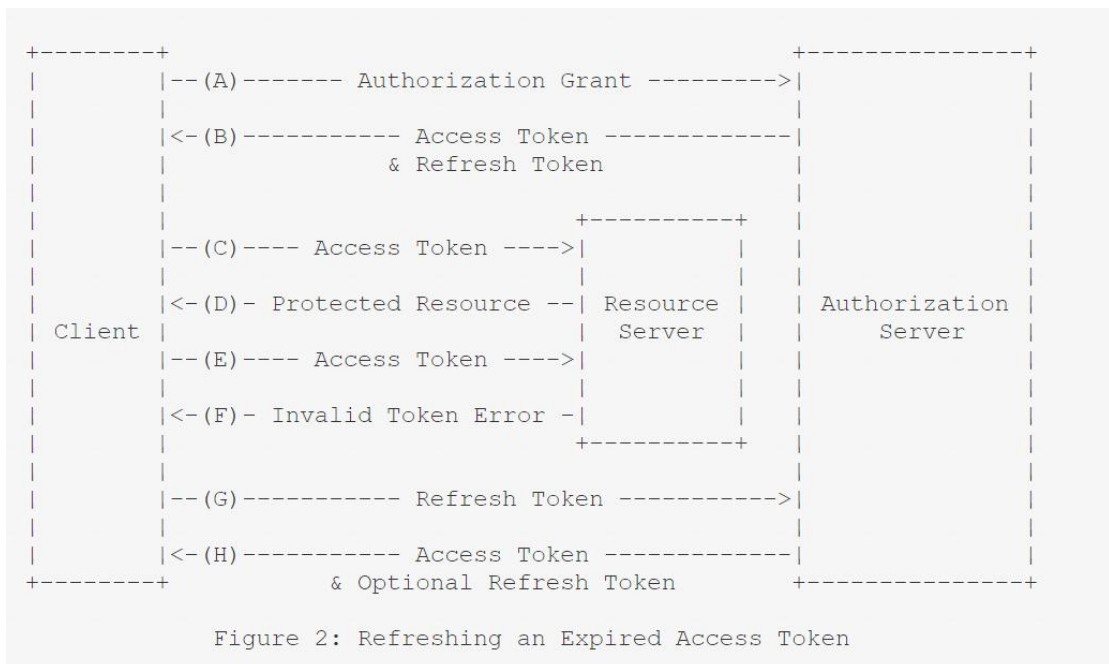 +--------+                                           +---------------+
|        |--(A)------- Authorization Grant --------->|               |
|        |                                           |               |
|        |<-(B)----------- Access Token -------------|               |
|        |               & Refresh Token             |               |
|        |                                           |               |
|        |                            +----------+   |               |
|        |--(C)---- Access Token ---->|          |   |               |
|        |                            |          |   |               |
|        |<-(D)- Protected Resource --| Resource |   | Authorization |
| Client |                            |  Server  |   |     Server    |
|        |--(E)---- Access Token ---->|          |   |               |
|        |                            |          |   |               |
|        |<-(F)- Invalid Token Error -|          |   |               |
|        |                            +----------+   |               |
|        |                                           |               |
|        |--(G)----------- Refresh Token ----------->|               |
|        |                                           |               |
|        |<-(H)----------- Access Token -------------|               |
+--------+           & Optional Refresh Token        +---------------+
Figure 2: Refreshing an Expired Access Token